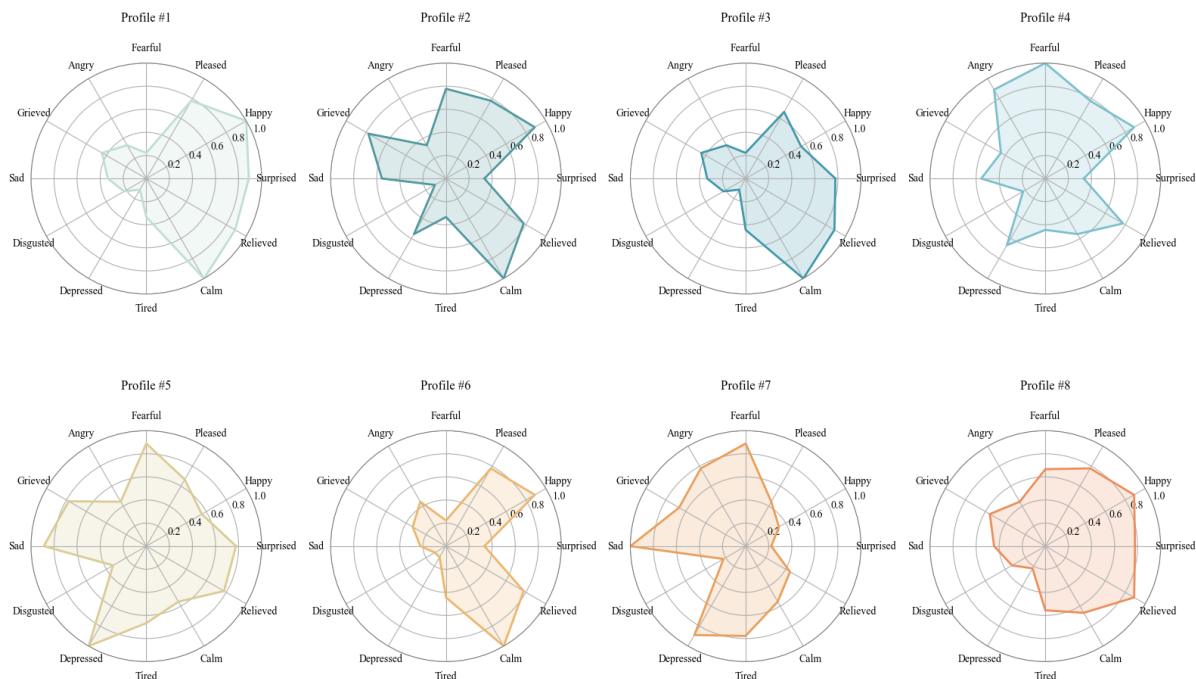 Profile #1
Fearful
Angry
Pleased
Grieved
Happy
1.0
0.8
0.6
0.4
0.2
Sad
Surprised
Disgusted
Relieved
Depressed
Calm
Tired
Profile #2
Fearful
Angry
Pleased
Grieved
Happy
1.0
0.8
0.6
0.4
0.2
Sad
Surprised
Disgusted
Relieved
Depressed
Calm
Tired
Profile #3
Fearful
Angry
Pleased
Grieved
Happy
1.0
0.8
0.6
0.4
0.2
Sad
Surprised
Disgusted
Relieved
Depressed
Calm
Tired
Profile #4
Fearful
Angry
Pleased
Grieved
Happy
1.0
0.8
0.6
0.4
0.2
Sad
Surprised
Disgusted
Relieved
Depressed
Calm
Tired
Profile #5
Fearful
Angry
Pleased
Grieved
Happy
1.0
0.8
0.6
0.4
0.2
Sad
Surprised
Disgusted
Relieved
Depressed
Calm
Tired
Profile #6
Fearful
Angry
Pleased
Grieved
Happy
1.0
0.8
0.6
0.4
0.2
Sad
Surprised
Disgusted
Relieved
Depressed
Calm
Tired
Profile #7
Fearful
Angry
Pleased
Grieved
Happy
1.0
0.8
0.6
0.4
0.2
Sad
Surprised
Disgusted
Relieved
Depressed
Calm
Tired
Profile #8
Fearful
Angry
Pleased
Grieved
Happy
1.0
0.8
0.6
0.4
0.2
Sad
Surprised
Disgusted
Relieved
Depressed
Calm
Tired